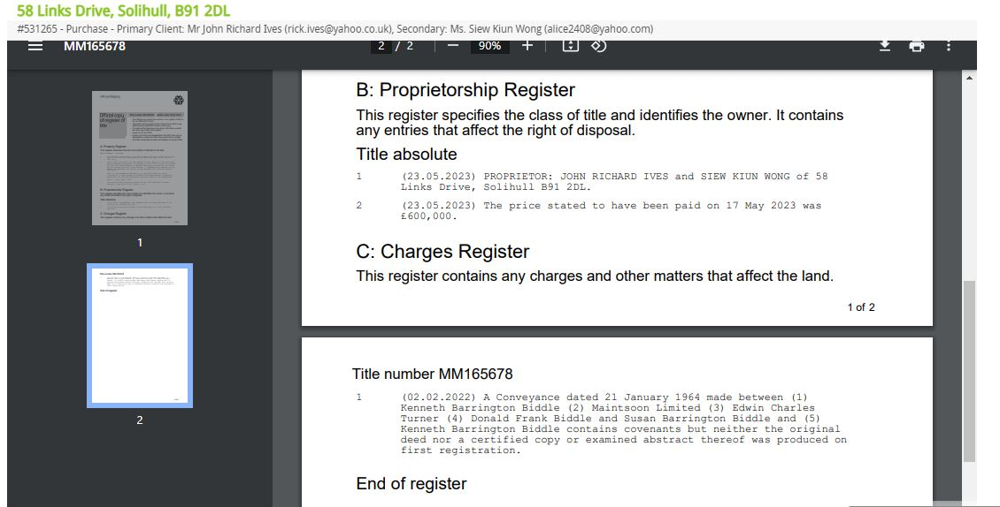 58 Links Drive, Solihull, B91 2DL
#531265 - Purchase - Primary Client: Mr John Richard Ives (rick.ives@yahoo.co.uk), Secondary: Ms. Siew Kiun Wong (alice2408@yahoo.com)
MM165678
2 / 2
90%
B: Proprietorship Register
This register specifies the class of title and identifies the owner. It contains
any entries that affect the right of disposal.
Title absolute
1 (23.05.2023) PROPRIETOR: JOHN RICHARD IVES and SIEW KIUN WONG of 58
Links Drive, Solihull B91 2DL.
2 (23.05.2023) The price stated to have been paid on 17 May 2023 was
£600,000.
C: Charges Register
This register contains any charges and other matters that affect the land.
1 of 2
Title number MM165678
1 (02.02.2022) A Conveyance dated 21 January 1964 made between (1)
Kenneth Barrington Biddle (2) Maintsoon Limited (3) Edwin Charles
Turner (4) Donald Frank Biddle and Susan Barrington Biddle and (5)
Kenneth Barrington Biddle contains covenants but neither the original
deed nor a certified copy or examined abstract thereof was produced on
first registration.
End of register
Official copy
of register of
title
1
2